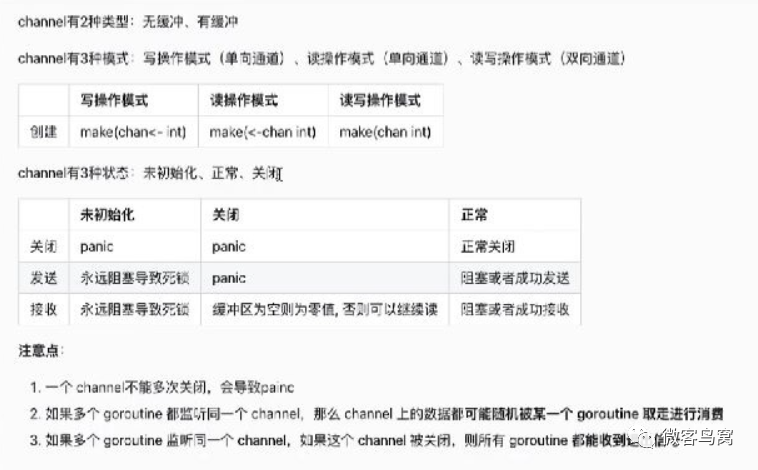 channel有2种类型：无缓冲、有缓冲
channel有3种模式：写操作模式（单向通道）、读操作模式（单向通道）、读写操作模式（双向通道）
写操作模式 读操作模式 读写操作模式
创建 make(chan<- int) make(<-chan int) make(chan int)
channel有3种状态：未初始化、正常、关闭
未初始化 关闭 正常
关闭 panic panic 正常关闭
发送 永远阻塞导致死锁 panic 阻塞或者成功发送
接收 永远阻塞导致死锁 缓冲区为空则为零值, 否则可以继续读 阻塞或者成功接收
注意点：
1. 一个 channel不能多次关闭，会导致painc
2. 如果多个 goroutine 都监听同一个 channel，那么 channel 上的数据都可能随机被某一个 goroutine 取走进行消费
3. 如果多个 goroutine 监听同一个 channel，如果这个 channel 被关闭，则所有 goroutine 都能收到
微客鸟窝